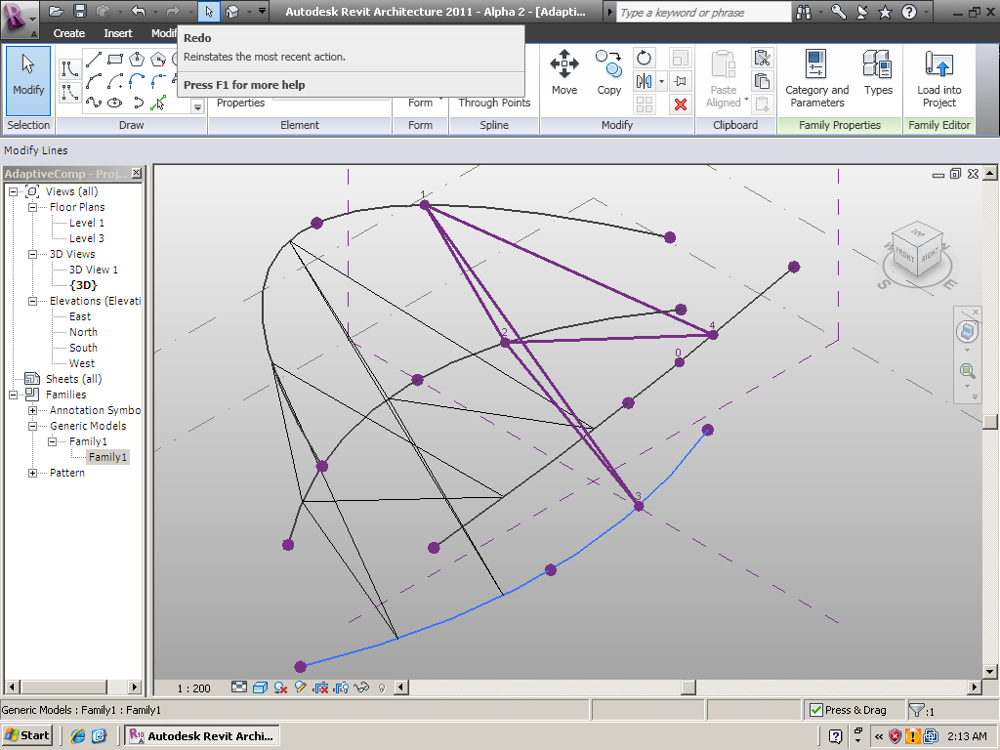 Autodesk Revit Architecture 2011 - Alpha 2 - [Adapti...
Type a keyword or phrase
Create Insert Modif
Redo
Reinstates the most recent action.
Press F1 for more help
Modify
Properties
Form
Through Points
Move
Copy
Paste
Aligned
Category and
Parameters
Types
Load into
Project
Selection
Draw
Element
Form
Spline
Modify
Clipboard
Family Properties
Family Editor
Modify Lines
AdaptiveComp - Proj...
Views (all)
Floor Plans
Level 1
Level 3
3D Views
3D View 1
{3D}
Elevations (Elevati
East
North
South
West
Sheets (all)
Families
Annotation Symbo
Generic Models
Family1
Family1
Pattern
1
2
4
0
3
TOP
FRONT
RIGHT
S
E
1 : 200
Generic Models : Family1 : Family1
Press & Drag
:1
Start
Autodesk Revit Archi...
2:13 AM